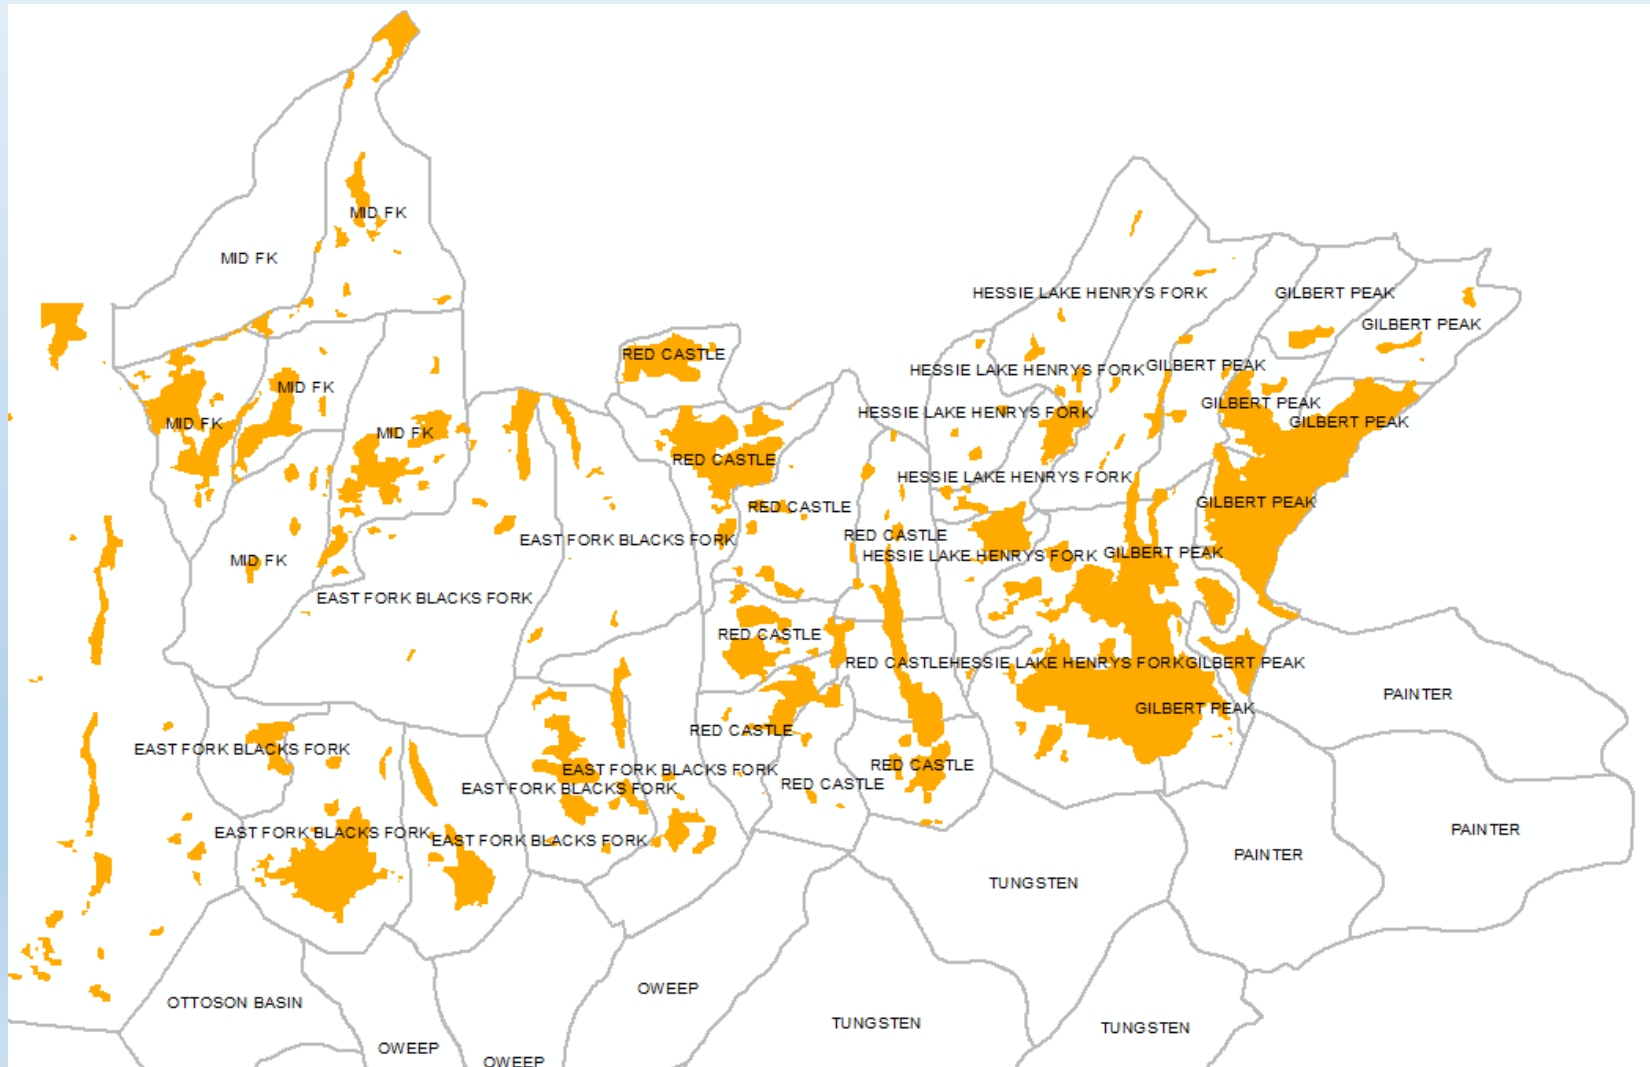 MID FK
MID FK
HESSIE LAKE HENRYS FORK
GILBERT PEAK
GILBERT PEAK
RED CASTLE
HESSIE LAKE HENRYS FORK
GILBERT PEAK
MID FK
GILBERT PEAK
HESSIE LAKE HENRYS FORK
MID FK
GILBERT PEAK
MID FK
RED CASTLE
HESSIE LAKE HENRYS FORK
GILBERT PEAK
RED CASTLE
RED CASTLE
EAST FORK BLACKS FORK
GILBERT PEAK
HESSIE LAKE HENRYS FORK
MID FK
EAST FORK BLACKS FORK
RED CASTLE
RED CASTLE
HESSIE LAKE HENRYS FORK
GILBERT PEAK
PAINTER
GILBERT PEAK
RED CASTLE
EAST FORK BLACKS FORK
RED CASTLE
EAST FORK BLACKS FORK
RED CASTLE
EAST FORK BLACKS FORK
PAINTER
EAST FORK BLACKS FORK
EAST FORK BLACKS FORK
PAINTER
TUNGSTEN
OWEEP
OTTOSON BASIN
TUNGSTEN
TUNGSTEN
OWEEP
OWEEP